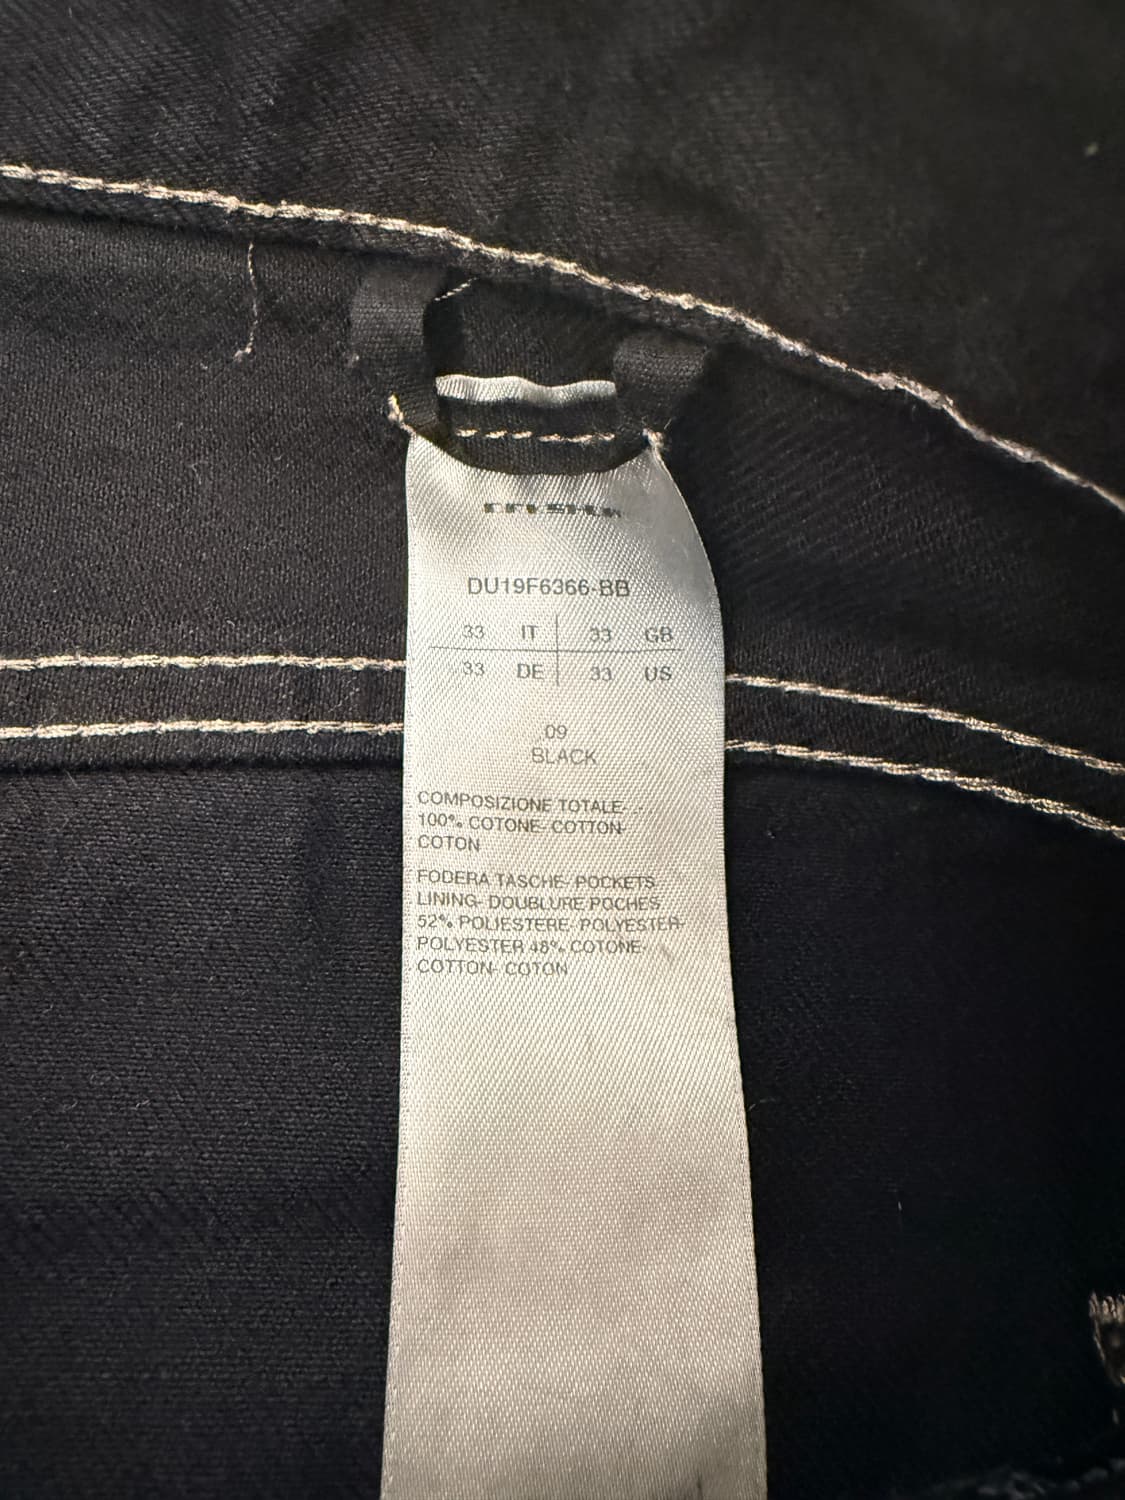 DRKSHDW
DU19F6366-BB
33 IT 33 GB
33 DE 33 US
09
BLACK
COMPOSIZIONE TOTALE-
100% COTONE- COTTON-
COTON
FODERA TASCHE- POCKETS
LINING- DOUBLURE POCHES
52% POLIESTERE- POLYESTER-
POLYESTER 48% COTONE-
COTTON- COTON